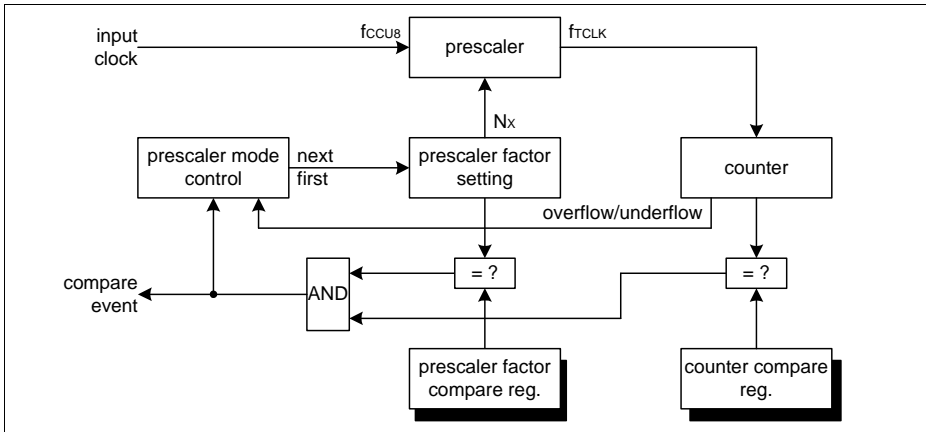 input
clock
fCCU8
prescaler
fTCLK
NX
prescaler mode
control
next
first
prescaler factor
setting
counter
overflow/underflow
compare
event
AND
= ?
= ?
prescaler factor
compare reg.
counter compare
reg.